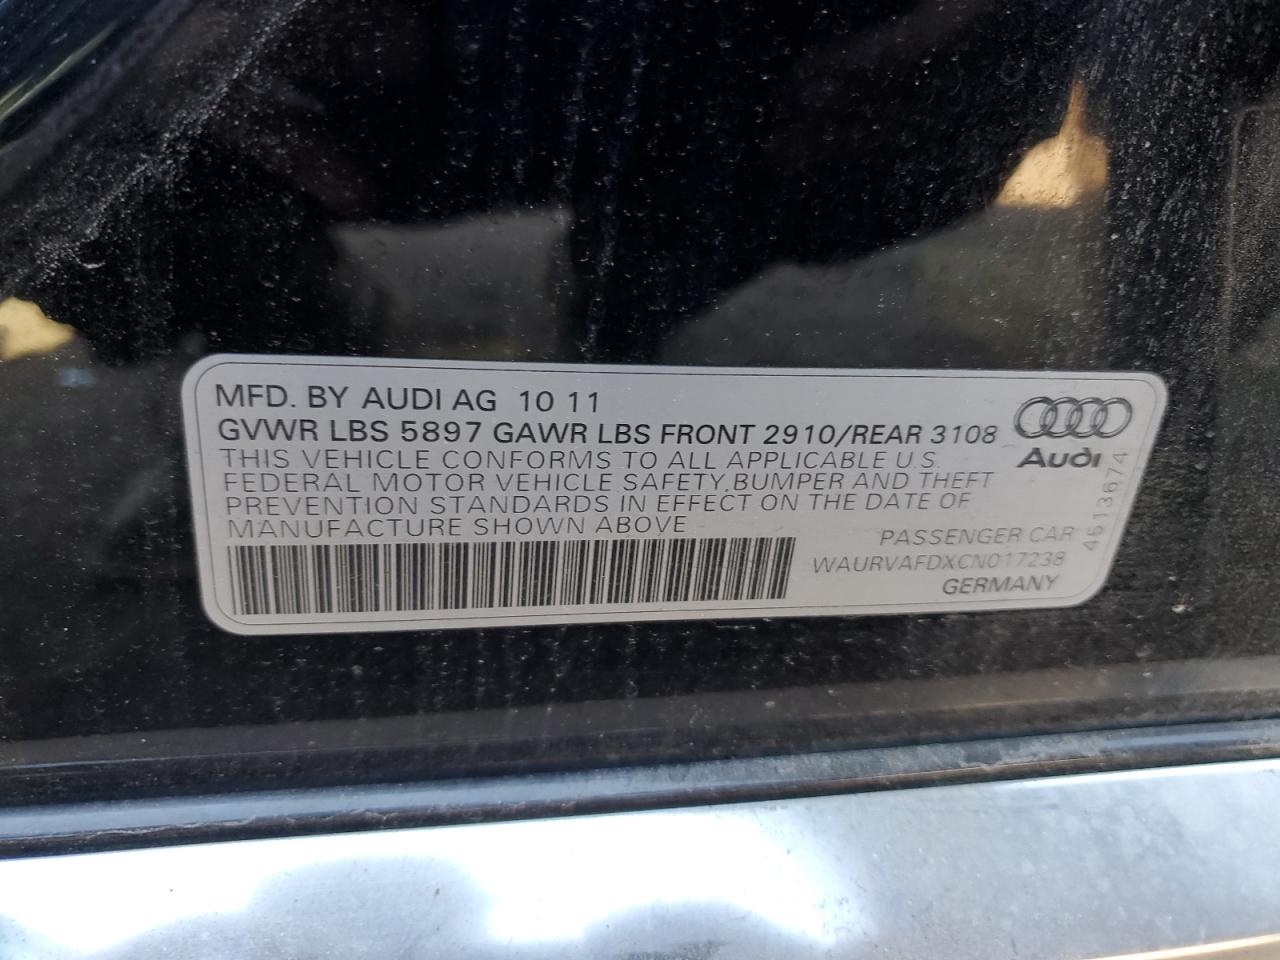 MFD. BY AUDI AG 10 11
GVWR LBS 5897 GAWR LBS FRONT 2910/REAR 3108
THIS VEHICLE CONFORMS TO ALL APPLICABLE U.S.
FEDERAL MOTOR VEHICLE SAFETY,BUMPER AND THEFT
PREVENTION STANDARDS IN EFFECT ON THE DATE OF
MANUFACTURE SHOWN ABOVE
Audi
PASSENGER CAR
WAURVAFDXCN017238
GERMANY
46136674